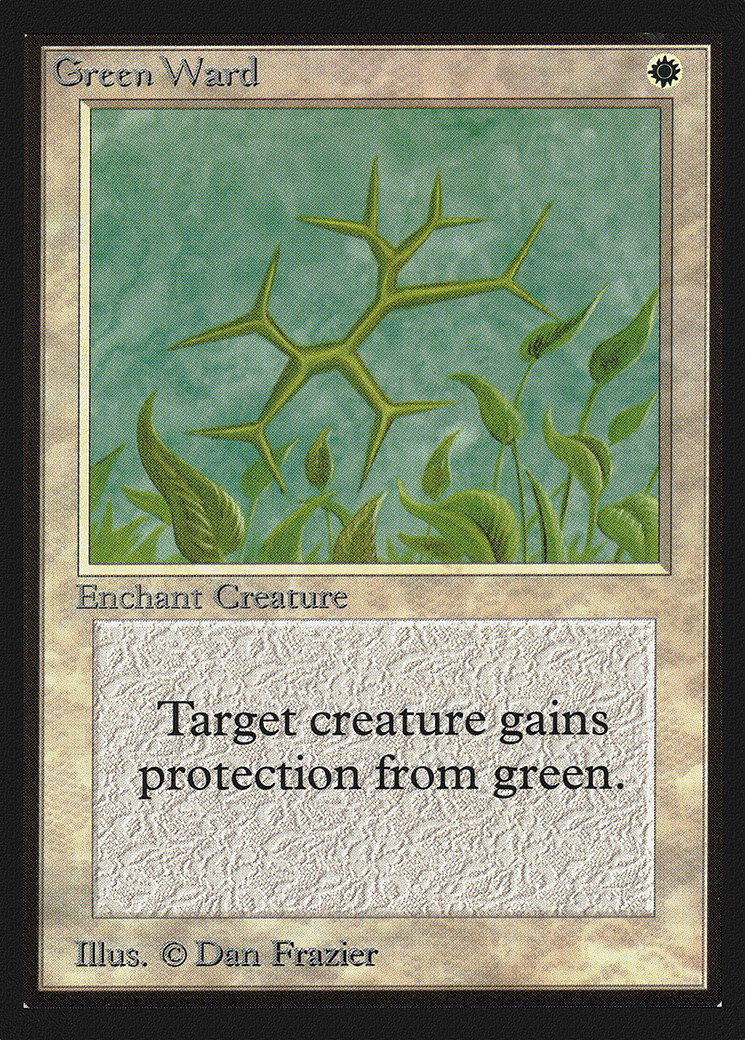 Green Ward
Enchant Creature
Target creature gains
protection from green.
Illus. © Dan Frazier